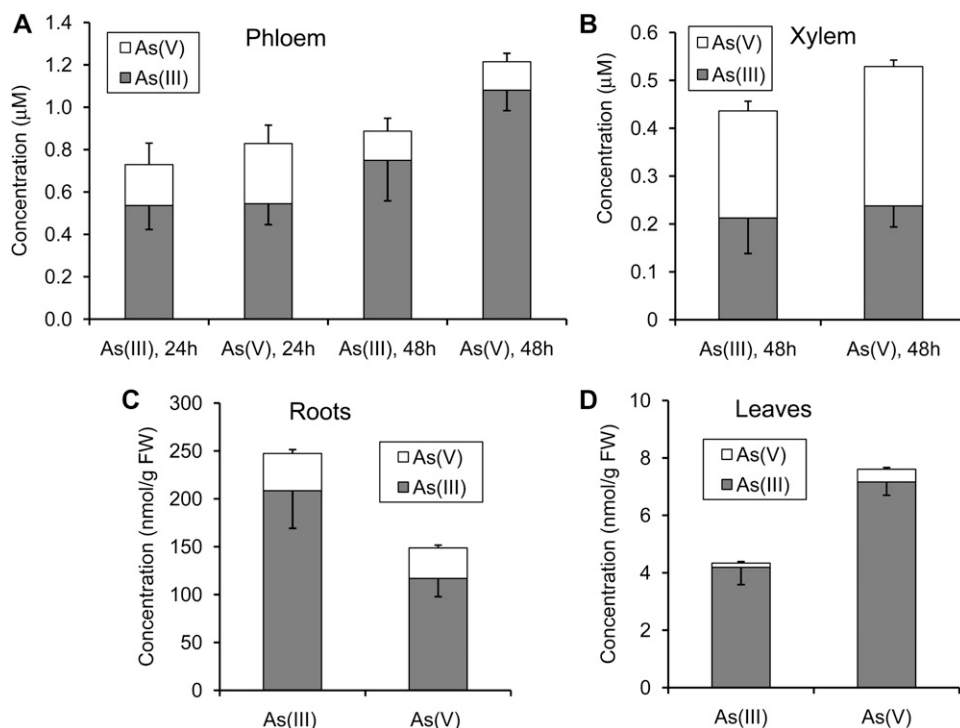 A
Phloem
As(V)
As(III)
Concentration (μM)
1.4
1.2
1.0
0.8
0.6
0.4
0.2
0.0
As(III), 24h
As(V), 24h
As(III), 48h
As(V), 48h
B
Xylem
As(V)
As(III)
Concentration (μM)
0.6
0.5
0.4
0.3
0.2
0.1
0
As(III), 48h
As(V), 48h
C
Roots
As(V)
As(III)
Concentration (nmol/g FW)
300
250
200
150
100
50
0
As(III)
As(V)
D
Leaves
As(V)
As(III)
Concentration (nmol/g FW)
10
8
6
4
2
0
As(III)
As(V)